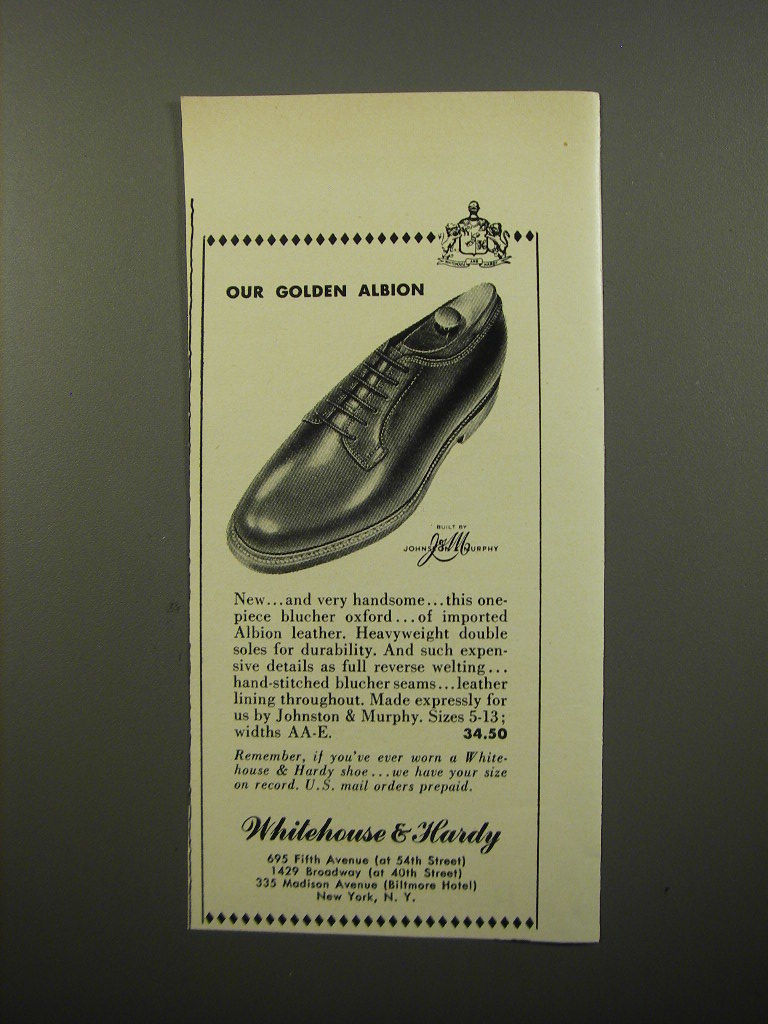 OUR GOLDEN ALBION
BUILT BY
JOHNSTON & MURPHY
New...and very handsome...this one-
piece blucher oxford...of imported
Albion leather. Heavyweight double
soles for durability. And such expen-
sive details as full reverse welting...
hand-stitched blucher seams...leather
lining throughout. Made expressly for
us by Johnston & Murphy. Sizes 5-13;
widths AA-E. 34.50
Remember, if you've ever worn a White-
house & Hardy shoe...we have your size
on record. U.S. mail orders prepaid.
Whitehouse & Hardy
695 Fifth Avenue (at 54th Street)
1429 Broadway (at 40th Street)
335 Madison Avenue (Biltmore Hotel)
New York, N. Y.